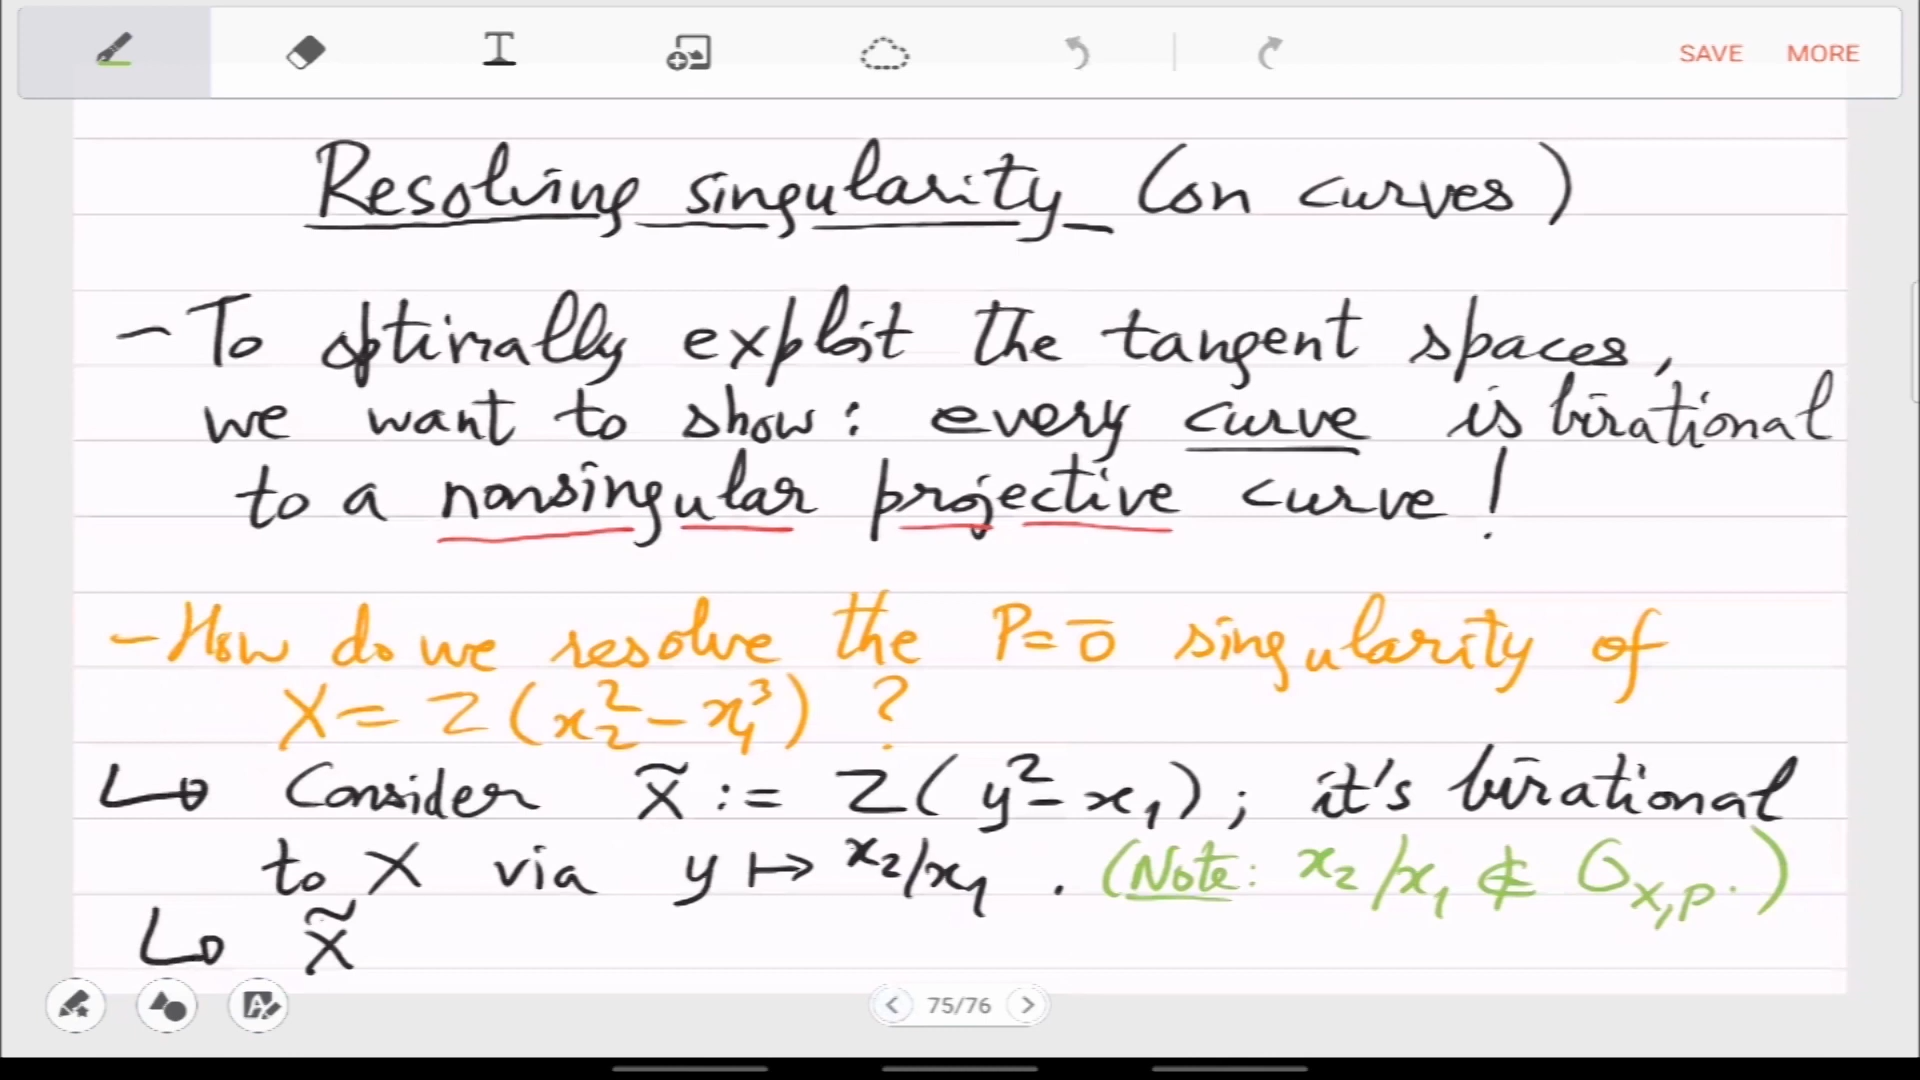 SAVE MORE
Resolving singularity (on curves)
- To optimally exploit the tangent spaces,
we want to show: every curve is birational
to a nonsingular projective curve!
- How do we resolve the P=0̄ singularity of
X = Z(x₂² - x₁³) ?
↳ Consider X̃ := Z(y² - x₁); it's birational
to X via y ↦ x₂/x₁ . (Note: x₂/x₁ ∉ O_{X,P}.)
↳ X̃
75/76